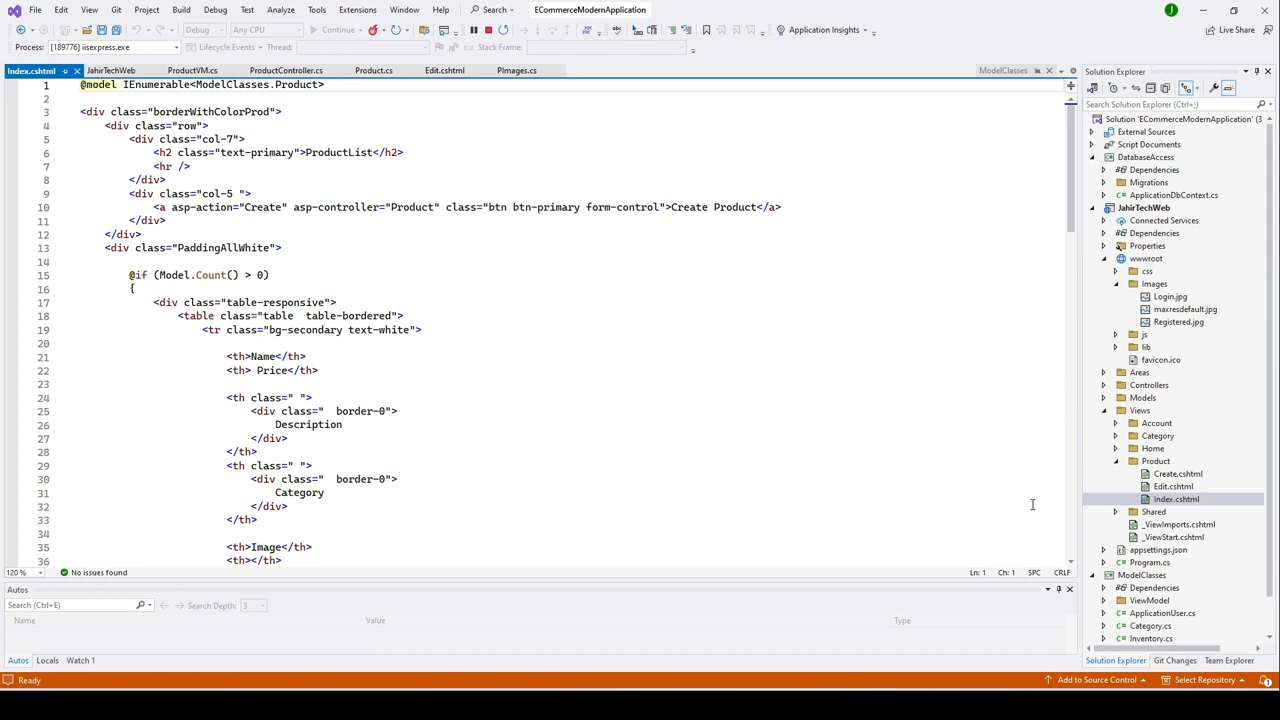 File Edit View Git Project Build Debug Test Analyze Tools Extensions Window Help Search ECommerceModernApplication J
Debug Any CPU Continue Application Insights Live Share
Process: [189776] iisexpress.exe Lifecycle Events Thread: Stack Frame:
Index.cshtml JahirTechWeb ProductVM.cs ProductController.cs Product.cs Edit.cshtml PImages.cs ModelClasses
1 @model IEnumerable<ModelClasses.Product>
2
3 <div class="borderWithColorProd">
4 <div class="row">
5 <div class="col-7">
6 <h2 class="text-primary">ProductList</h2>
7 <hr />
8 </div>
9 <div class="col-5 ">
10 <a asp-action="Create" asp-controller="Product" class="btn btn-primary form-control">Create Product</a>
11 </div>
12 </div>
13 <div class="PaddingAllWhite">
14
15 @if (Model.Count() > 0)
16 {
17 <div class="table-responsive">
18 <table class="table  table-bordered">
19 <tr class="bg-secondary text-white">
20
21 <th>Name</th>
22 <th> Price</th>
23
24 <th class=" ">
25 <div class="  border-0">
26 Description
27 </div>
28 </th>
29 <th class=" ">
30 <div class="  border-0">
31 Category
32 </div>
33 </th>
34
35 <th>Image</th>
36 <th></th>
120 % No issues found Ln: 1 Ch: 1 SPC CRLF
Autos
Search (Ctrl+E) Search Depth: 3
Name Value Type
Autos Locals Watch 1
Solution Explorer
Search Solution Explorer (Ctrl+;)
Solution 'ECommerceModernApplication' (3
External Sources
Script Documents
DatabaseAccess
Dependencies
Migrations
ApplicationDbContext.cs
JahirTechWeb
Connected Services
Dependencies
Properties
wwwroot
css
Images
Login.jpg
maxresdefault.jpg
Registered.jpg
js
lib
favicon.ico
Areas
Controllers
Models
Views
Account
Category
Home
Product
Create.cshtml
Edit.cshtml
Index.cshtml
Shared
_ViewImports.cshtml
_ViewStart.cshtml
appsettings.json
Program.cs
ModelClasses
Dependencies
ViewModel
ApplicationUser.cs
Category.cs
Inventory.cs
Solution Explorer Git Changes Team Explorer
Ready Add to Source Control Select Repository 1